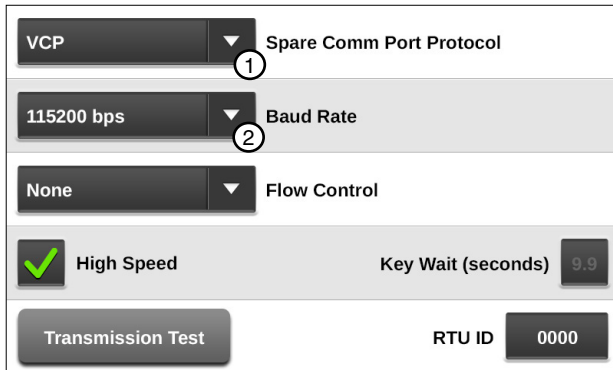 VCP
1
Spare Comm Port Protocol
115200 bps
2
Baud Rate
None
Flow Control
High Speed
Key Wait (seconds)
9.9
Transmission Test
RTU ID
0000